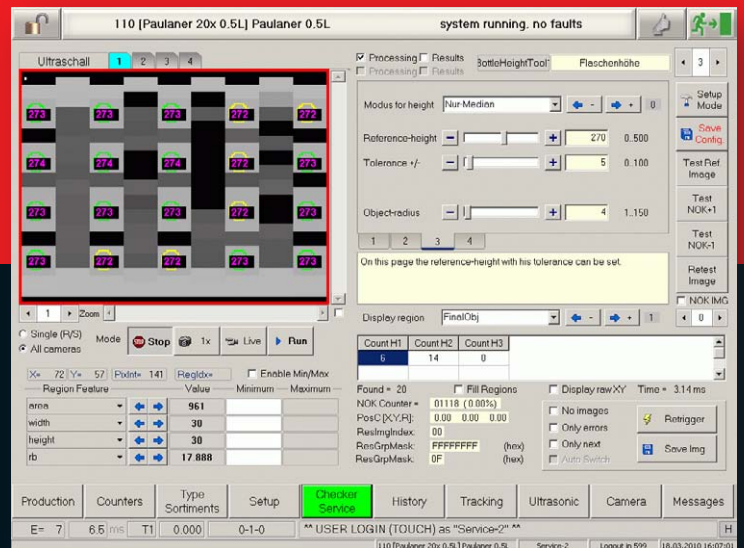 110 [Paulaner 20x 0.5L] Paulaner 0.5L system running. no faults
Ultraschall 1 2 3 4
Processing Results BottleHeightTool Flaschenhöhe 3
Processing Results
Modus for height Nur-Median - + 0
Setup Mode
Reference-height - + 270 0..500
Save Config.
Tolerance +/- - + 5 0..100
Test Ref. Image
Object-radius - + 4 1..150
Test NOK+1
1 2 3 4
Test NOK-1
On this page the reference-height with his tolerance can be set.
Retest Image
NOK IMG
273 273 273 272 272
274 274 273 272 273
273 273 273 272 273
273 272 273 273 273
1 Zoom
Display region FinalObj - + 1 0
Single (R/S)
All cameras
Mode Stop 1x Live Run
Count H1 Count H2 Count H3
6 14 0
X= 72 Y= 57 PixInt= 141 RegIdx= Enable Min/Max
Region Feature Value Minimum Maximum
area 961
width 30
height 30
rb 17.888
Found = 20 Fill Regions Display raw XY Time = 3.14 ms
NOK Counter = 01118 (0.00%)
PosC [X,Y,R]: 0.00 0.00 0.00
ResImgIndex: 00
ResGrpMask: FFFFFFFF (hex)
ResGrpMask: 0F (hex)
No images
Only errors
Only next
Auto Switch
Retrigger
Save Img
Production Counters Type Sortiments Setup Checker Service History Tracking Ultrasonic Camera Messages
E= 7 6.5 ms T1 0.000 0-1-0 ** USER LOGIN (TOUCH) as "Service-2" ** H
110 [Paulaner 20x 0.5L] Paulaner 0.5L Service-2 Logout in 599 18.03.2010 16:07:01